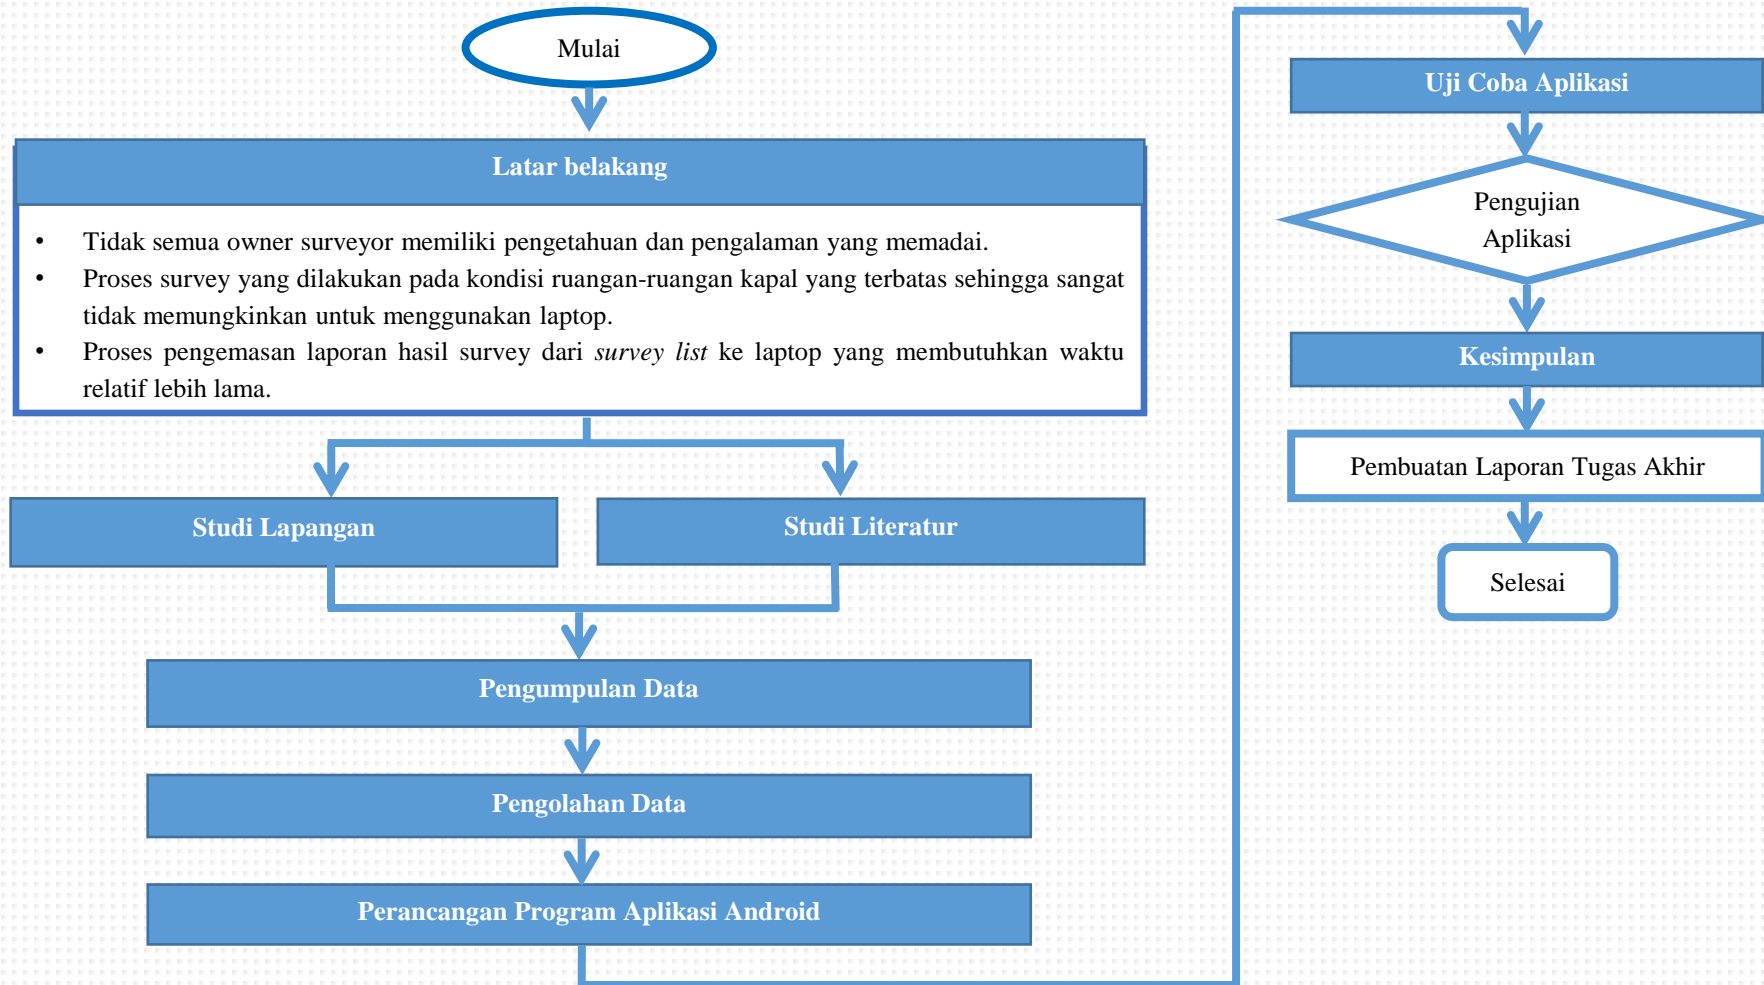 Mulai
Latar belakang
• Tidak semua owner surveyor memiliki pengetahuan dan pengalaman yang memadai.
• Proses survey yang dilakukan pada kondisi ruangan-ruangan kapal yang terbatas sehingga sangat
tidak memungkinkan untuk menggunakan laptop.
• Proses pengemasan laporan hasil survey dari survey list ke laptop yang membutuhkan waktu
relatif lebih lama.
Studi Lapangan
Studi Literatur
Pengumpulan Data
Pengolahan Data
Perancangan Program Aplikasi Android
Uji Coba Aplikasi
Pengujian
Aplikasi
Kesimpulan
Pembuatan Laporan Tugas Akhir
Selesai